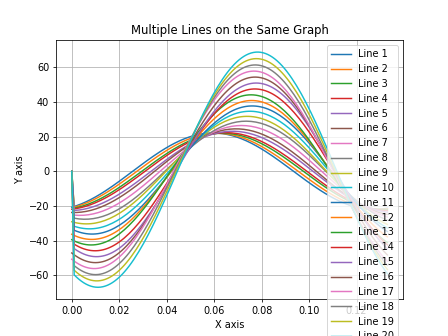 Multiple Lines on the Same Graph
Y axis
60
40
20
0
−20
−40
−60
0.00
0.02
0.04
0.06
0.08
0.10
X axis
Line 1
Line 2
Line 3
Line 4
Line 5
Line 6
Line 7
Line 8
Line 9
Line 10
Line 11
Line 12
Line 13
Line 14
Line 15
Line 16
Line 17
Line 18
Line 19
Line 20